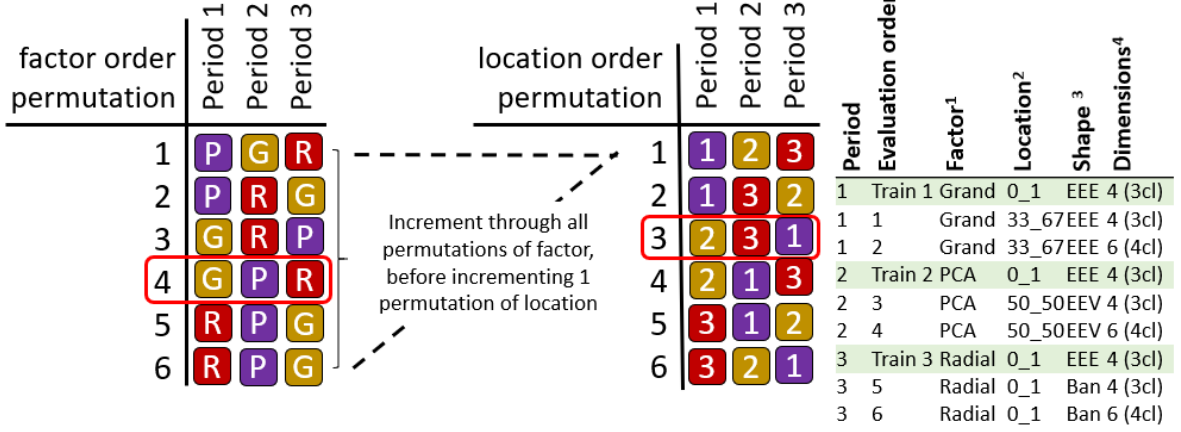 factor order
permutation
Period 1
Period 2
Period 3
1 P G R
2 P R G
3 G R P
4 G P R
5 R P G
6 R P G
Increment through all
permutations of factor,
before incrementing 1
permutation of location
location order
permutation
Period 1
Period 2
Period 3
1 1 2 3
2 1 3 2
3 2 3 1
4 2 1 3
5 3 1 2
6 3 2 1
Period
Evaluation order
Factor1
Location2
Shape 3
Dimensions4
1 Train 1 Grand 0_1 EEE 4 (3cl)
1 1 Grand 33_67 EEE 4 (3cl)
1 2 Grand 33_67 EEE 6 (4cl)
2 Train 2 PCA 0_1 EEE 4 (3cl)
2 3 PCA 50_50 EEV 4 (3cl)
2 4 PCA 50_50 EEV 6 (4cl)
3 Train 3 Radial 0_1 EEE 4 (3cl)
3 5 Radial 0_1 Ban 4 (3cl)
3 6 Radial 0_1 Ban 6 (4cl)